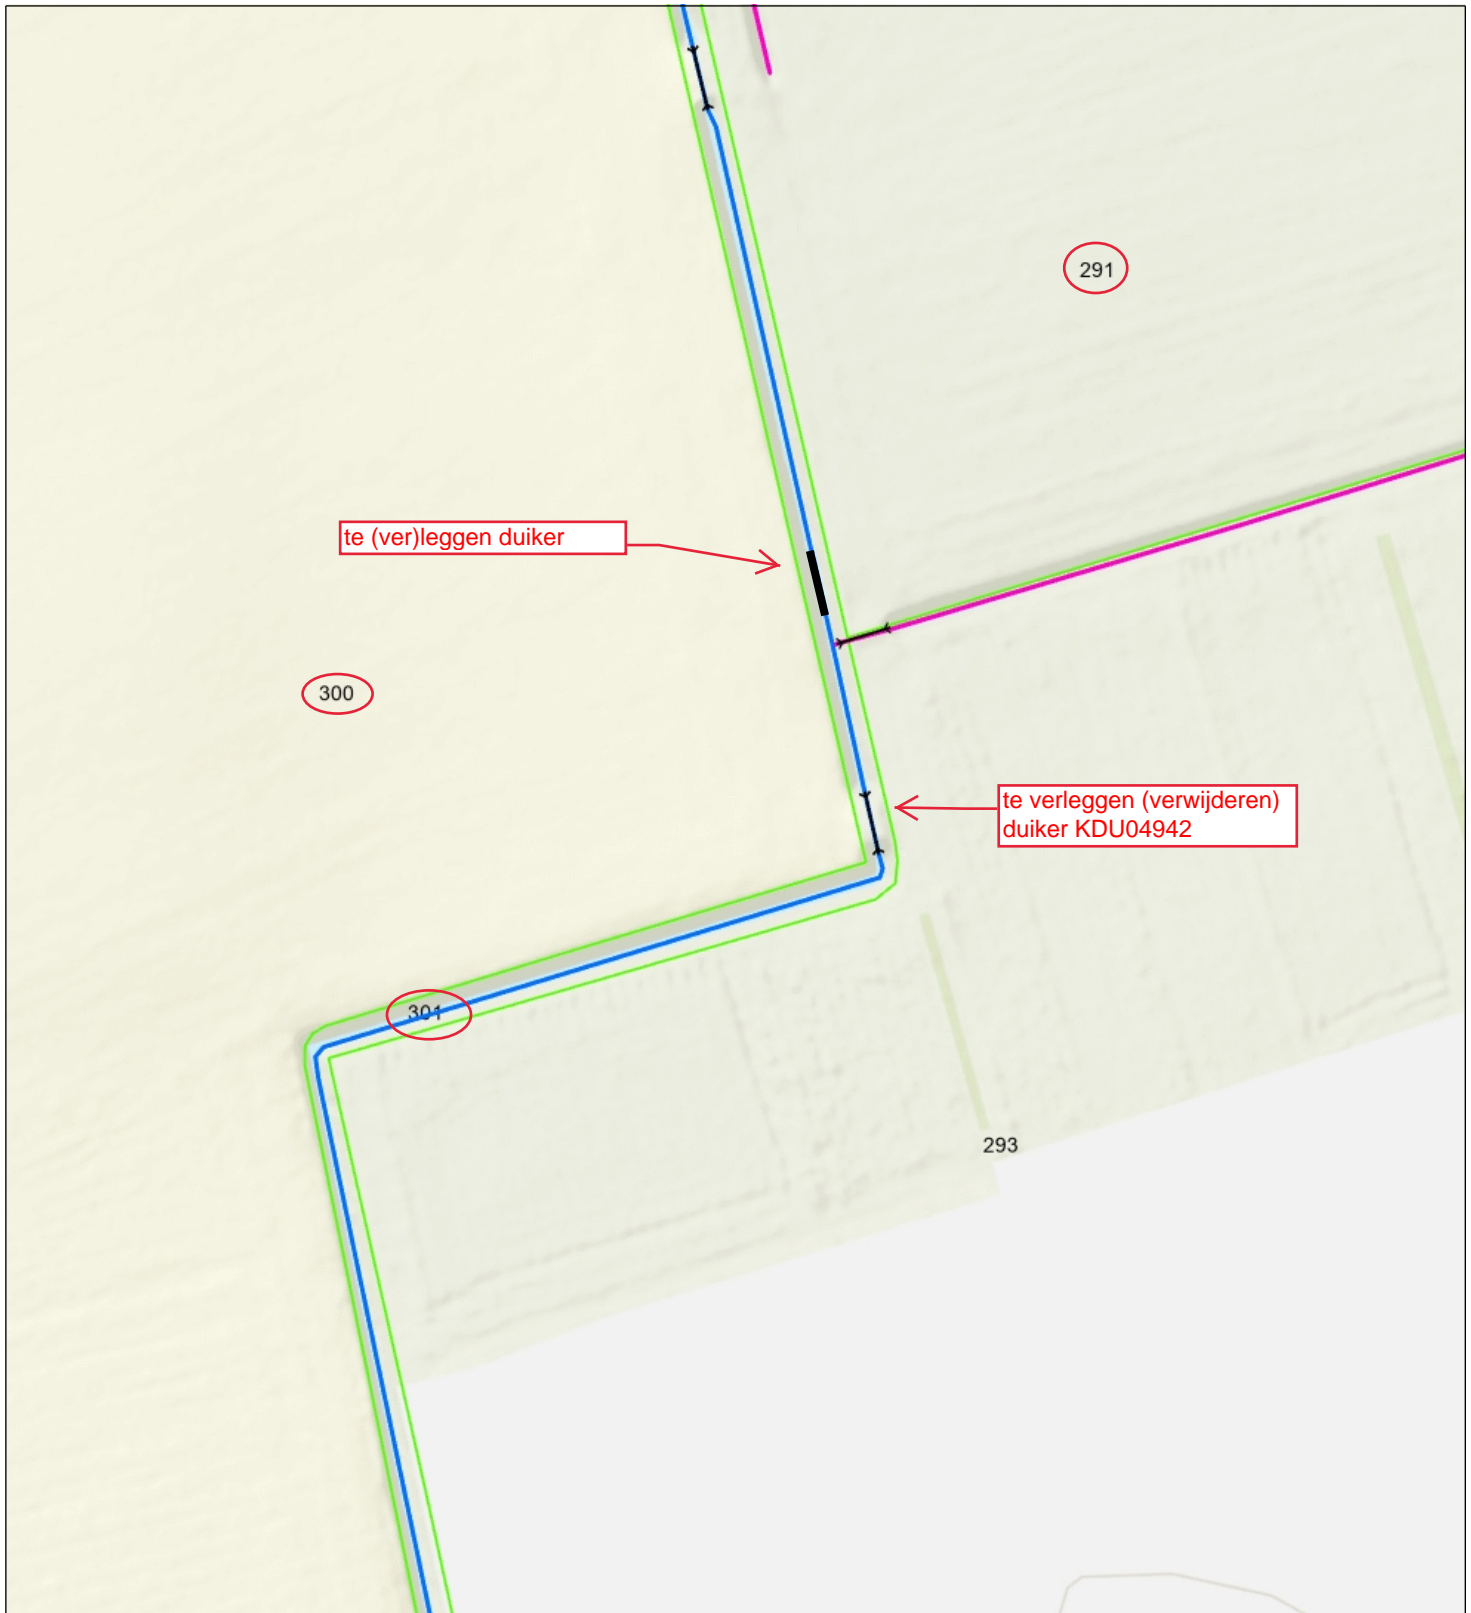 291
te (ver)leggen duiker
300
te verleggen (verwijderen)
duiker KDU04942
301
293